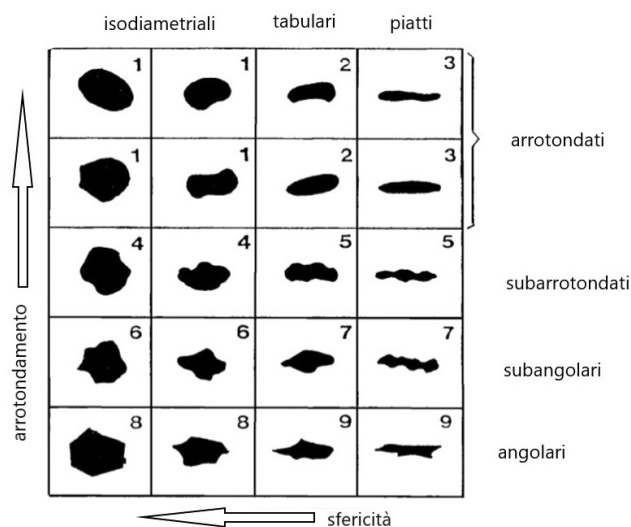 isodiametriali tabulari piatti
1 1 2 3
arrotondati
1 1 2 3
4 4 5 5
subarrotondati
6 6 7 7
subangolari
8 8 9 9
angolari
arrotondamento
sfericità